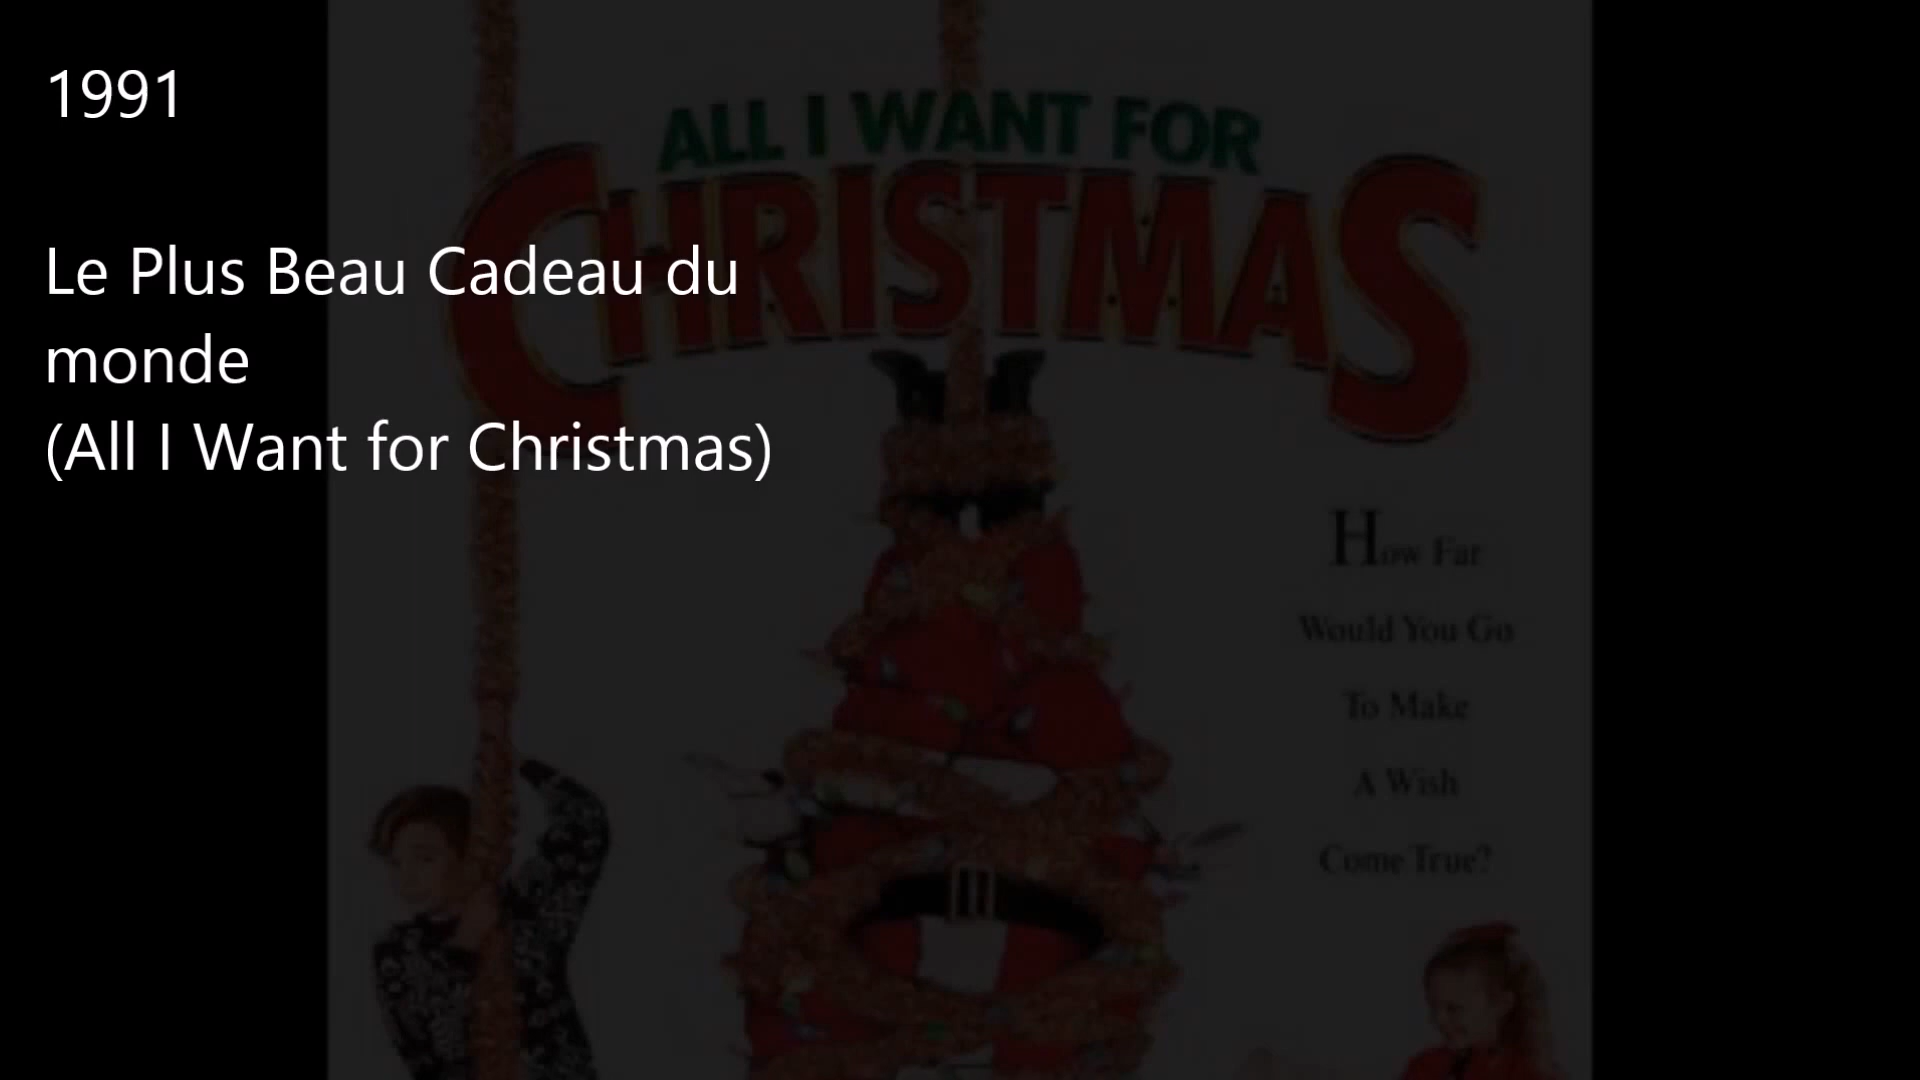 1991
Le Plus Beau Cadeau du
monde
(All I Want for Christmas)
ALL I WANT FOR
CHRISTMAS
How Far
Would You Go
To Make
A Wish
Come True?